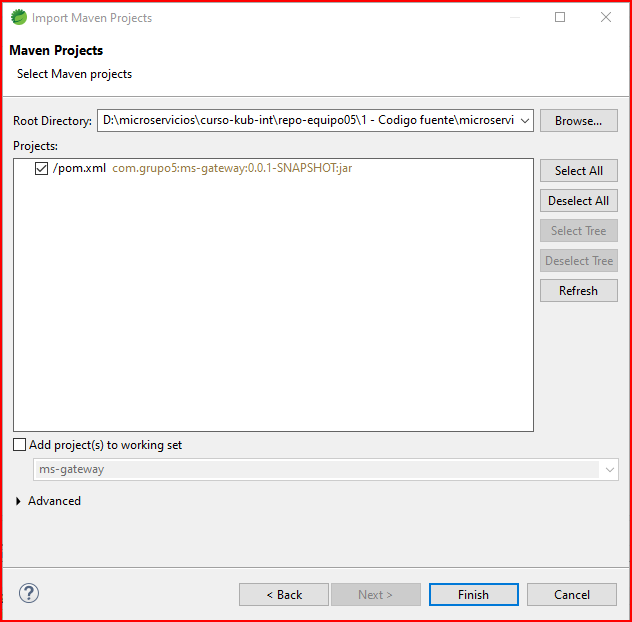 Import Maven Projects
Maven Projects
Select Maven projects
Root Directory: D:\microservicios\curso-kub-int\repo-equipo05\1 - Codigo fuente\microservi Browse...
Projects:
/pom.xml com.grupo5:ms-gateway:0.0.1-SNAPSHOT:jar
Select All
Deselect All
Select Tree
Deselect Tree
Refresh
Add project(s) to working set
ms-gateway
Advanced
? < Back Next > Finish Cancel